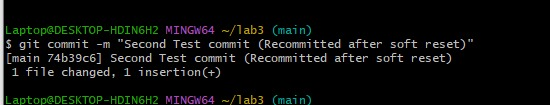 Laptop@DESKTOP-HDIN6H2 MINGW64 ~/lab3 (main)
$ git commit -m "Second Test commit (Recommitted after soft reset)"
[main 74b39c6] Second Test commit (Recommitted after soft reset)
 1 file changed, 1 insertion(+)
Laptop@DESKTOP-HDIN6H2 MINGW64 ~/lab3 (main)